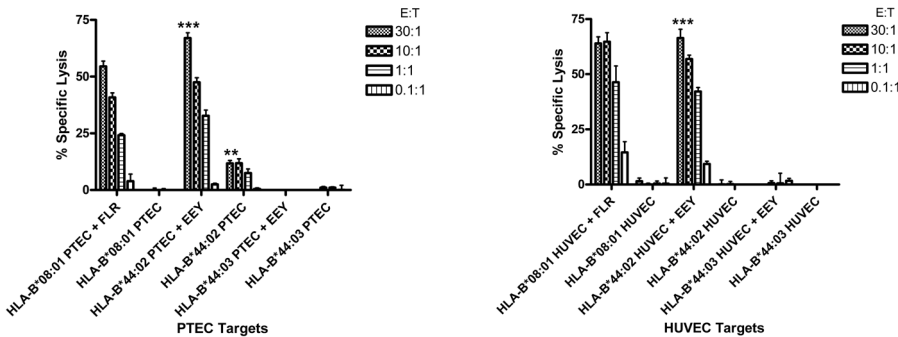 E:T
30:1
10:1
1:1
0.1:1
75
50
25
0
% Specific Lysis
***
**
HLA-B*08:01 PTEC + FLR
HLA-B*08:01 PTEC
HLA-B*44:02 PTEC + EEY
HLA-B*44:02 PTEC
HLA-B*44:03 PTEC + EEY
HLA-B*44:03 PTEC
PTEC Targets
E:T
30:1
10:1
1:1
0.1:1
75
50
25
0
% Specific Lysis
***
HLA-B*08:01 HUVEC + FLR
HLA-B*08:01 HUVEC
HLA-B*44:02 HUVEC + EEY
HLA-B*44:02 HUVEC
HLA-B*44:03 HUVEC + EEY
HLA-B*44:03 HUVEC
HUVEC Targets